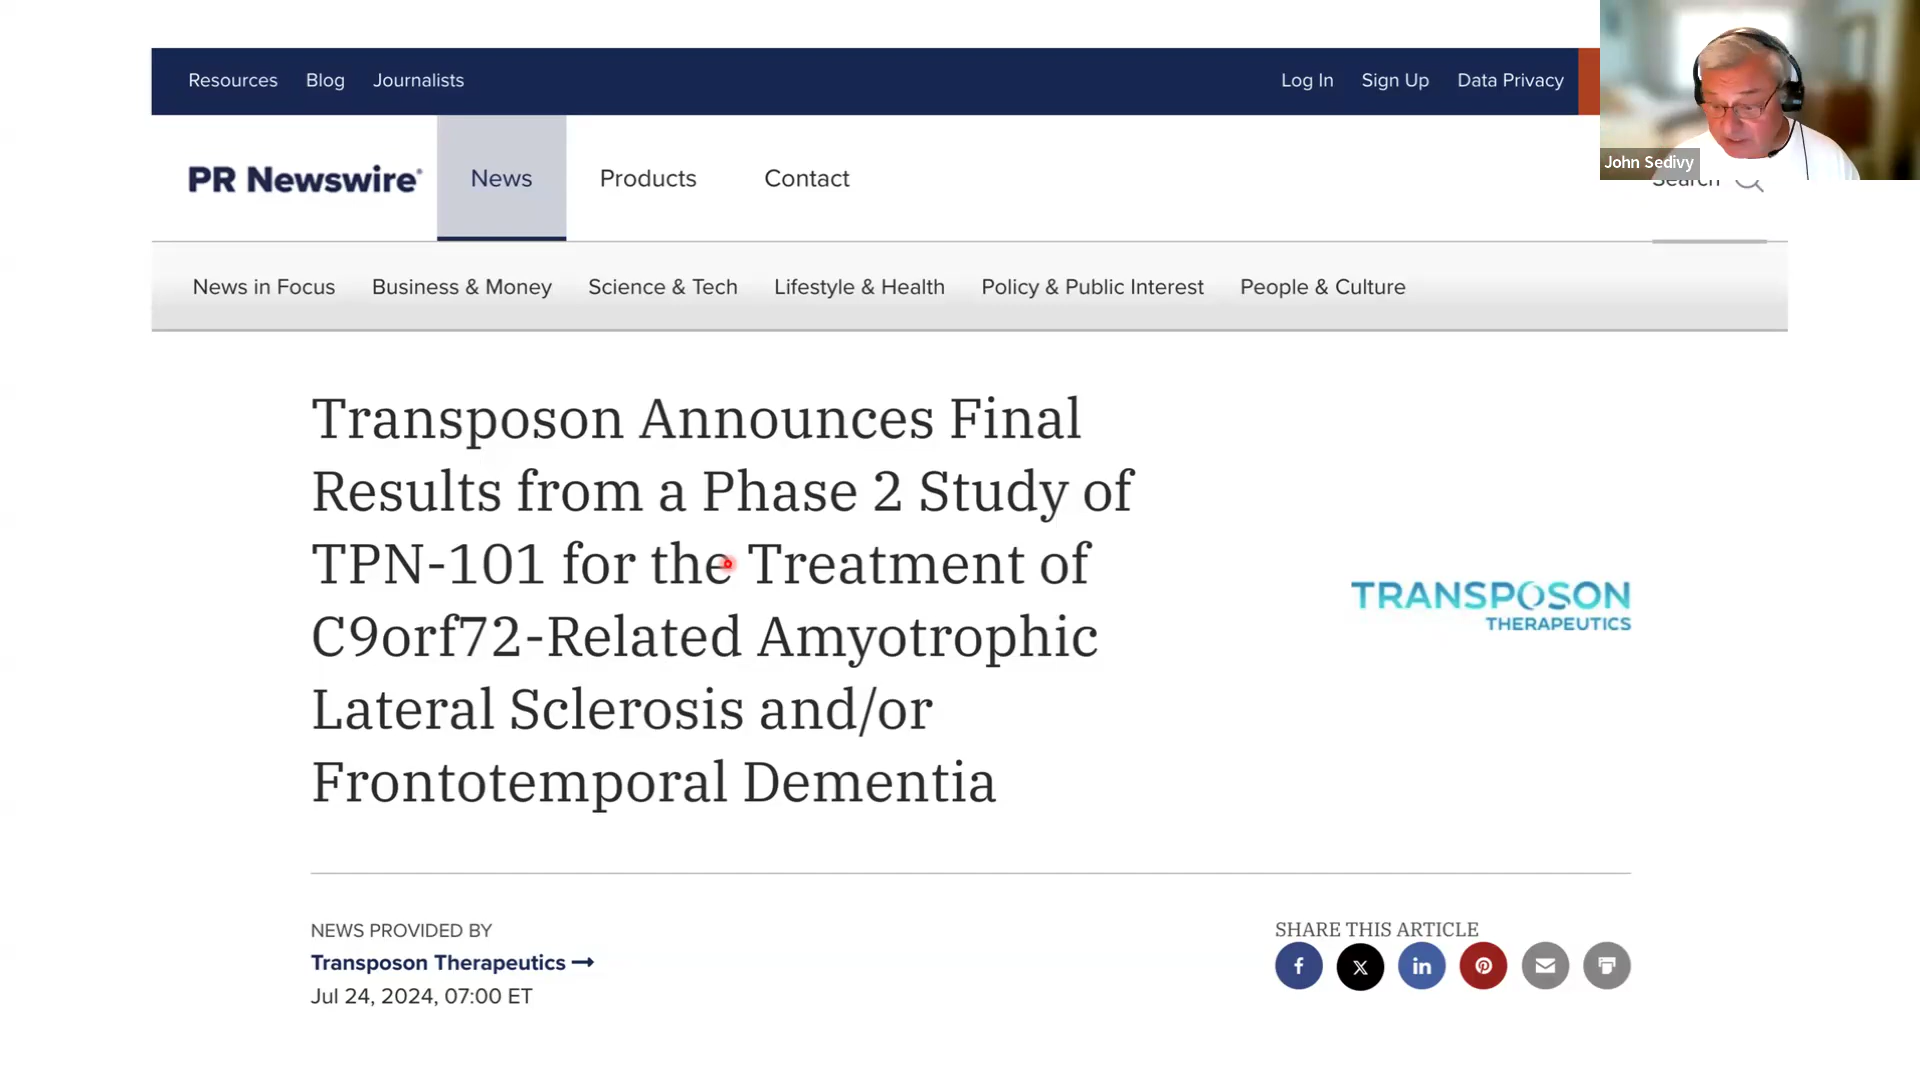 Resources Blog Journalists Log In Sign Up Data Privacy
John Sedivy
PR Newswire® News Products Contact Search
News in Focus Business & Money Science & Tech Lifestyle & Health Policy & Public Interest People & Culture
Transposon Announces Final
Results from a Phase 2 Study of
TPN-101 for the Treatment of
C9orf72-Related Amyotrophic
Lateral Sclerosis and/or
Frontotemporal Dementia
TRANSPOSON
THERAPEUTICS
NEWS PROVIDED BY
Transposon Therapeutics →
Jul 24, 2024, 07:00 ET
SHARE THIS ARTICLE